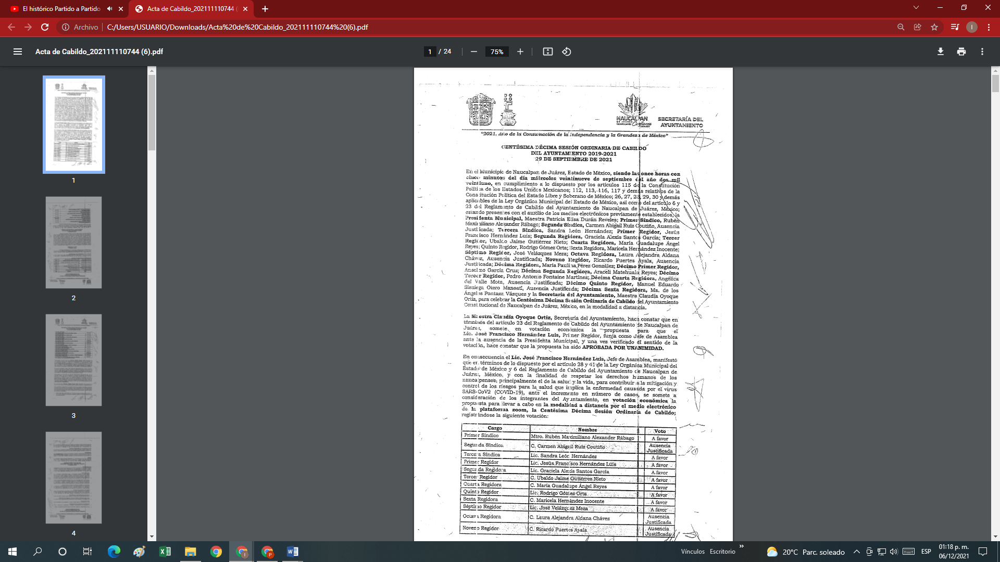 El histórico Partido a Partido
Acta de Cabildo_202111110744 (
Archivo
C:/Users/USUARIO/Downloads/Acta%20de%20Cabildo_202111110744%20(6).pdf
I
Acta de Cabildo_202111110744 (6).pdf
1 / 24
75%
1
2
3
4
NAUCALPAN
DE JUÁREZ
SECRETARÍA DEL
AYUNTAMIENTO
"2021. Año de la Consumación de la Independencia y la Grandeza de México"
CENTÉSIMA DÉCIMA SESIÓN ORDINARIA DE CABILDO
DEL AYUNTAMIENTO 2019-2021
29 DE SEPTIEMBRE DE 2021
En el Municipio de Naucalpan de Juárez, Estado de México, siendo las once horas con
cinco minutos del día miércoles veintinueve de septiembre del año dos mil
veintiuno, en cumplimiento a lo dispuesto por los artículos 115 de la Constitución
Política de los Estados Unidos Mexicanos; 112, 113, 116, 117 y demás relativos de la
Constitución Política del Estado Libre y Soberano de México; 26, 27, 28, 29, 30 y demás
aplicables de la Ley Orgánica Municipal del Estado de México, así como del artículo 6 y
23 del Reglamento de Cabildo del Ayuntamiento de Naucalpan de Juárez, México;
estando presentes con el auxilio de los medios electrónicos previamente establecidos, la
Presidenta Municipal, Maestra Patricia Elisa Durán Reveles; Primer Síndico, Rubén
Maximiliano Alexander Rábago; Segunda Síndica, Carmen Abigail Ruiz Coutiño, Ausencia
Justificada; Tercera Síndica, Sandra León Hernández; Primer Regidor, Jesús
Francisco Hernández Luis; Segunda Regidora, Graciela Alexis Santos García; Tercer
Regidor, Ubaldo Jaime Gutiérrez Nieto; Cuarta Regidora, María Guadalupe Ángel
Reyes; Quinto Regidor, Rodrigo Gómez Orta; Sexta Regidora, Maricela Hernández Inocente;
Séptimo Regidor, José Velázquez Meza; Octava Regidora, Laura Alejandra Aldana
Chávez, Ausencia Justificada; Noveno Regidor, Ricardo Fuertes Ayala, Ausencia
Justificada; Décima Regidora, María Paulina Pérez González; Décimo Primer Regidor,
Anselmo García Cruz; Décima Segunda Regidora, Araceli Matehuala Reyes; Décimo
Tercer Regidor, Pedro Antonio Fontaine Martínez; Décima Cuarta Regidora, Angélica
del Valle Mota, Ausencia Justificada; Décimo Quinto Regidor, Manuel Eduardo
Otero Ausencia Justificada; Décima Sexta Regidora, Ma. de los
Ángeles Pontaza Vázquez y la Secretaria del Ayuntamiento, Maestra Claudia Oyoque
Ortiz, para celebrar la Centésima Décima Sesión Ordinaria de Cabildo del Ayuntamiento
Constitucional de Naucalpan de Juárez, México, en la modalidad a distancia.
La Maestra Claudia Oyoque Ortiz, Secretaria del Ayuntamiento, hace constar que en
términos del artículo 23 del Reglamento de Cabildo del Ayuntamiento de Naucalpan de
Juárez, somete en votación económica la propuesta para que el
Lic. José Francisco Hernández Luis, Primer Regidor, funja como Jefe de Asamblea
ante la ausencia de la Presidenta Municipal, y una vez verificado el sentido de la
votación, hace constar que la propuesta ha sido APROBADA POR UNANIMIDAD.
En consecuencia el Lic. José Francisco Hernández Luis, Jefe de Asamblea, manifestó
que en términos de lo dispuesto por el artículo 28 y 41 de la Ley Orgánica Municipal del
Estado de México y 6 del Reglamento de Cabildo del Ayuntamiento de Naucalpan de
Juárez, México, y con la finalidad de respetar los derechos humanos de los
naucalpenses, principalmente el de la salud y la vida, para contribuir a la mitigación y
control de los riesgos para la salud que implica la enfermedad causada por el virus
SARS-CoV2 (COVID-19), ante el incremento en número de casos, se somete a
consideración de los integrantes del Ayuntamiento, en votación económica la
propuesta para llevar a cabo en la modalidad a distancia por el medio electrónico
de la plataforma zoom, la Centésima Décima Sesión Ordinaria de Cabildo;
registrándose la siguiente votación:
Cargo Nombre Voto
Primer Síndico Mtro. Rubén Maximiliano Alexander Rábago A favor
Segunda Síndica C. Carmen Abigail Ruiz Coutiño Ausencia Justificada
Tercera Síndica Lic. Sandra León Hernández A favor
Primer Regidor Lic. Jesús Francisco Hernández Luis A favor
Segunda Regidora Lic. Graciela Alexis Santos García A favor
Tercer Regidor C. Ubaldo Jaime Gutiérrez Nieto A favor
Cuarta Regidora C. María Guadalupe Ángel Reyes A favor
Quinto Regidor Lic. Rodrigo Gómez Orta A favor
Sexta Regidora C. Maricela Hernández Inocente A favor
Séptimo Regidor Lic. José Velázquez Meza A favor
Octava Regidora C. Laura Alejandra Aldana Chávez Ausencia Justificada
Noveno Regidor C. Ricardo Fuertes Ayala Ausencia Justificada
Vínculos Escritorio » 20°C Parc. soleado ESP 01:18 p. m.
06/12/2021